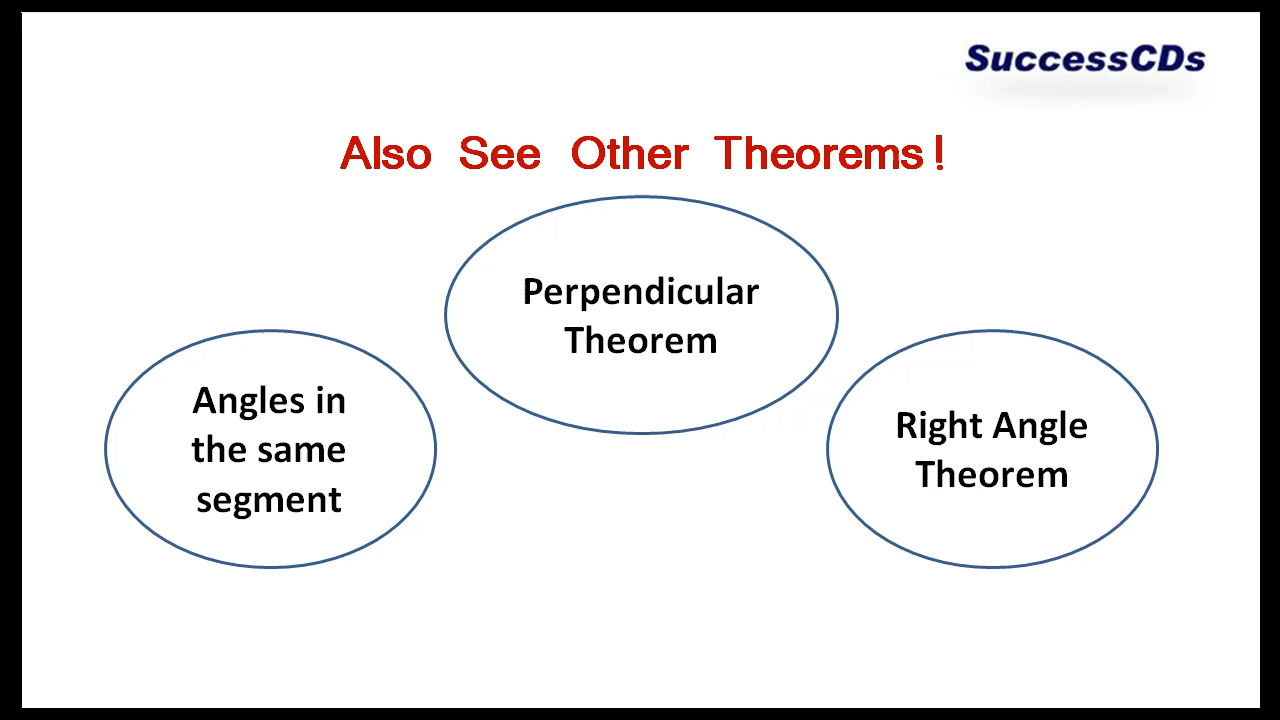 SuccessCDs
Also See Other Theorems!
Perpendicular
Theorem
Angles in
the same
segment
Right Angle
Theorem